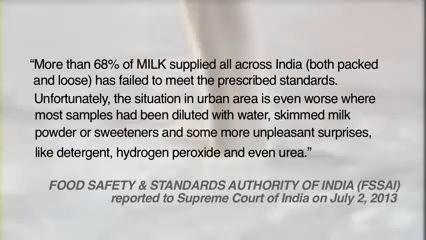 “More than 68% of MILK supplied all across India (both packed
and loose) has failed to meet the prescribed standards.
Unfortunately, the situation in urban area is even worse where
most samples had been diluted with water, skimmed milk
powder or sweeteners and some more unpleasant surprises,
like detergent, hydrogen peroxide and even urea.”
FOOD SAFETY & STANDARDS AUTHORITY OF INDIA (FSSAI)
reported to Supreme Court of India on July 2, 2013